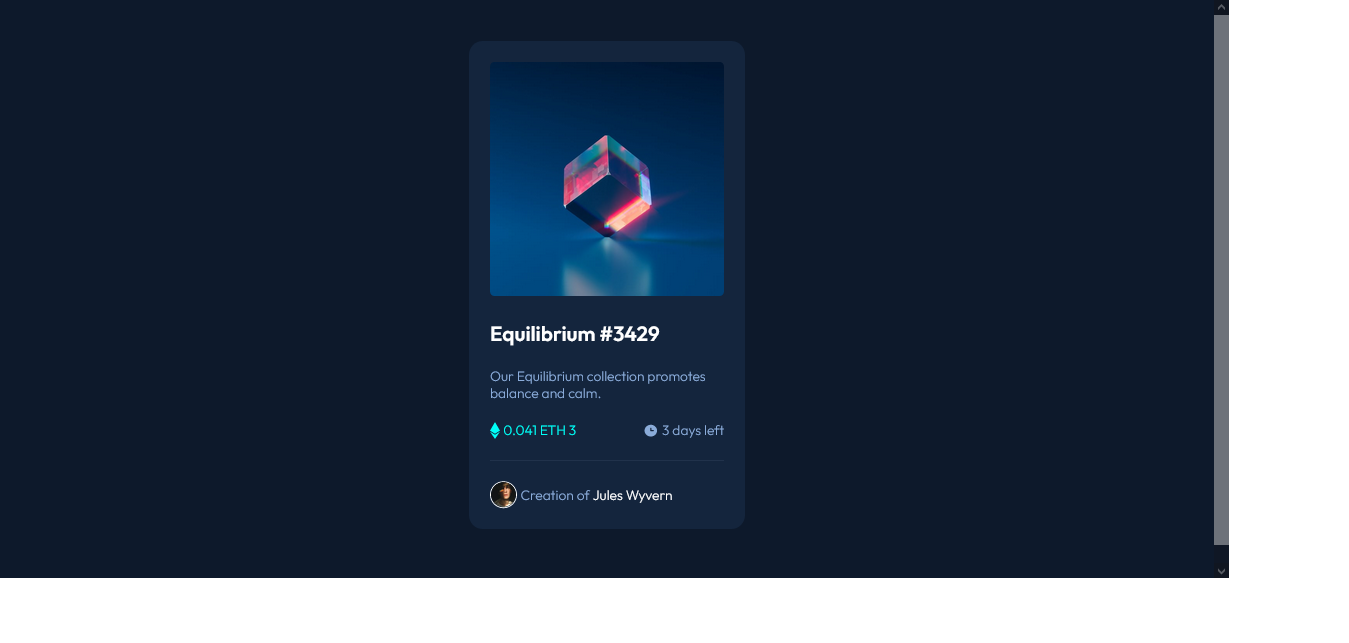 Equilibrium #3429
Our Equilibrium collection promotes
balance and calm.
0.041 ETH 3
3 days left
Creation of Jules Wyvern